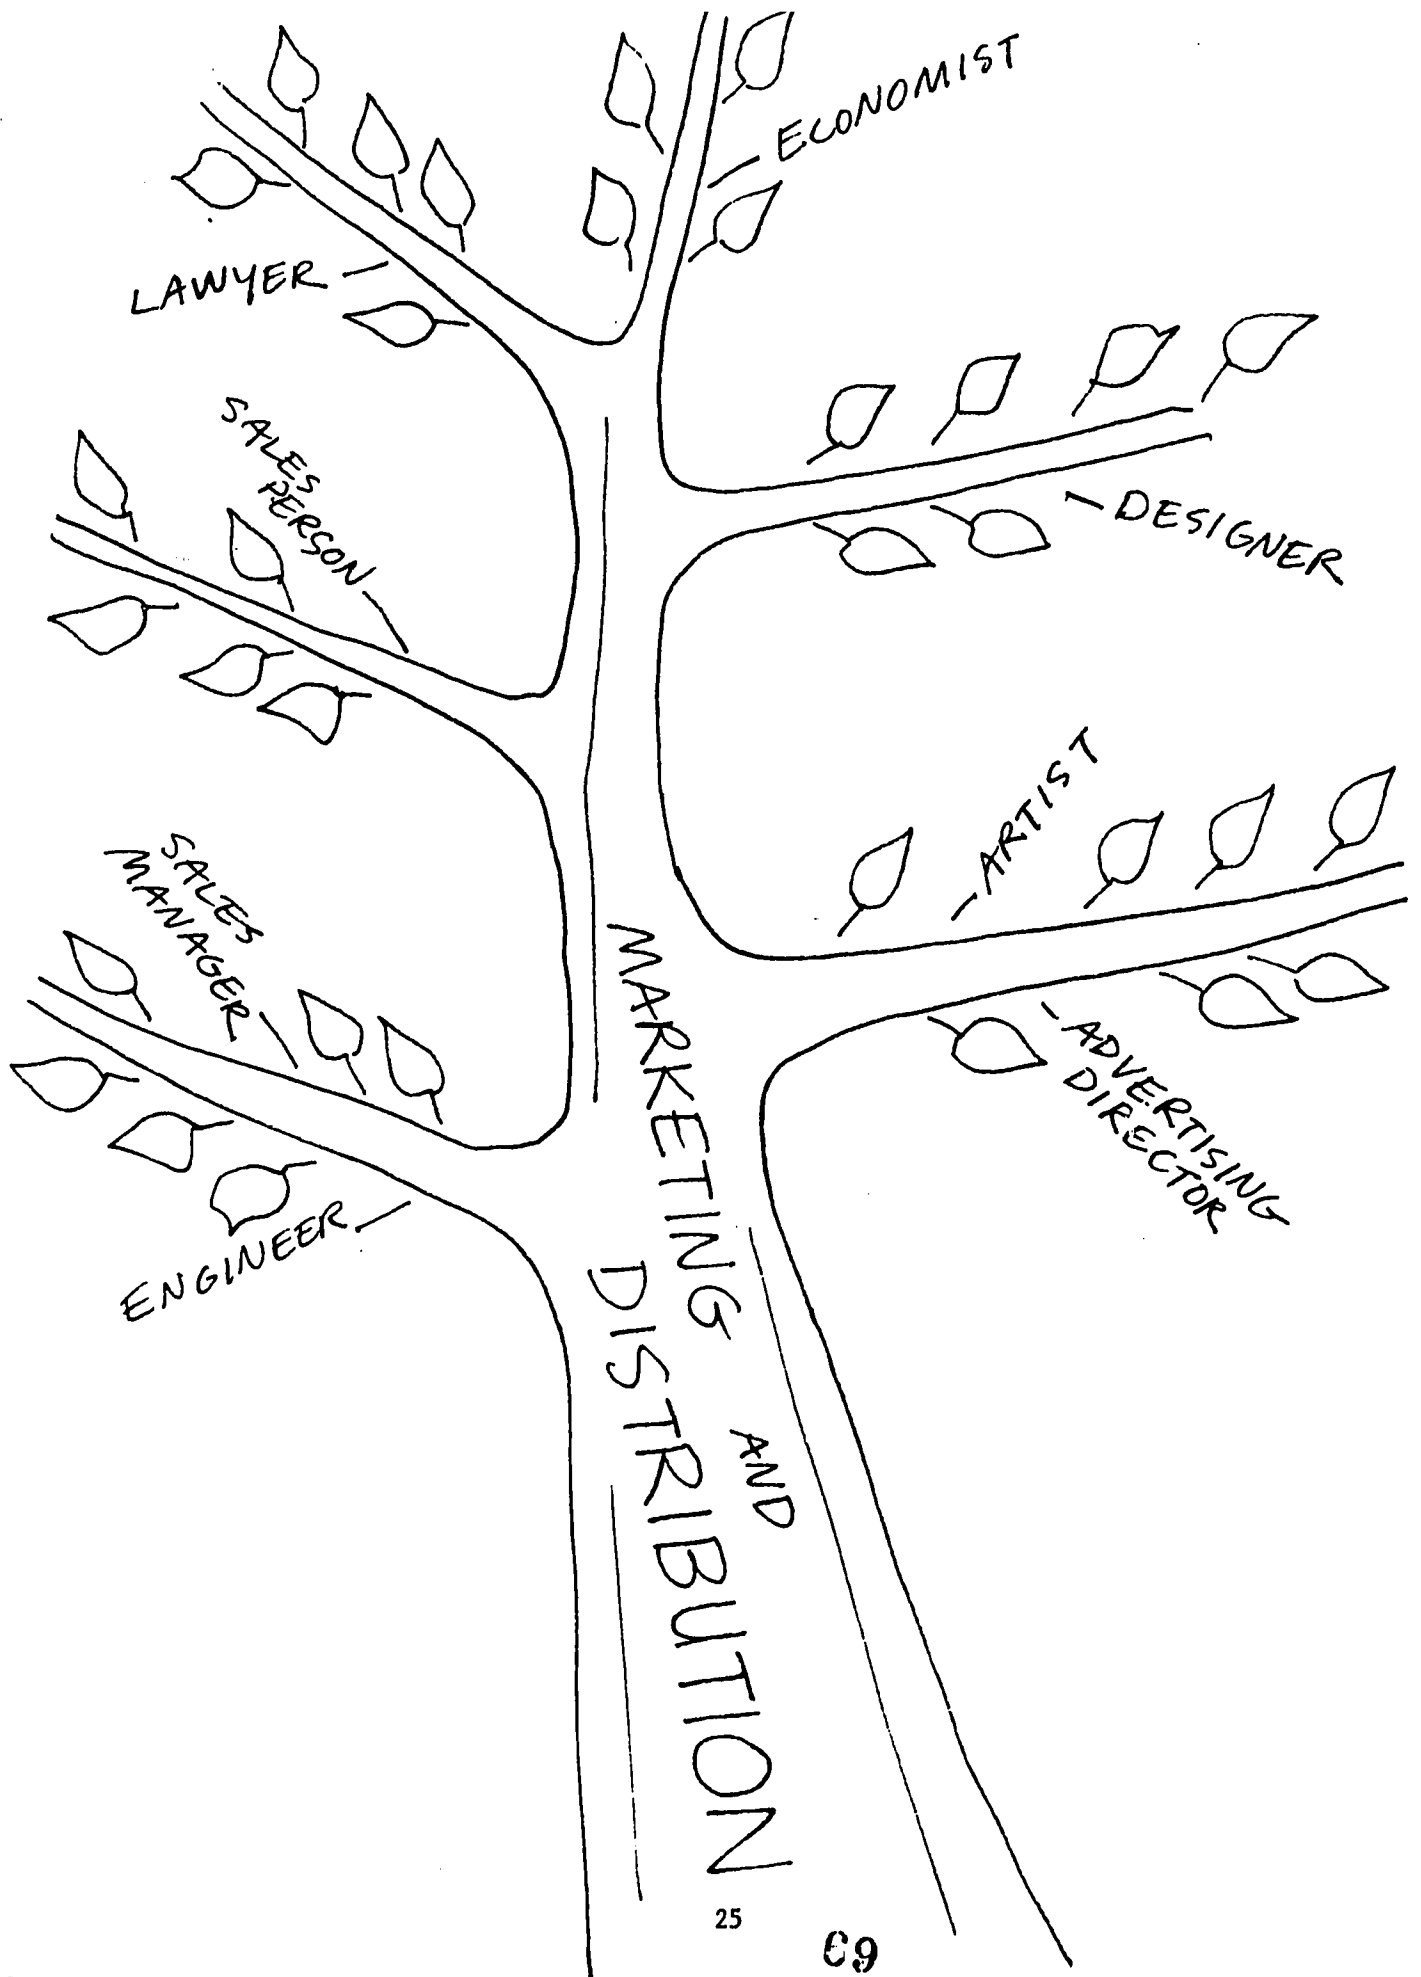 ECONOMIST
LAWYER
SALES
PERSON
DESIGNER
ARTIST
SALES
MANAGER
ADVERTISING
DIRECTOR
ENGINEER
MARKETING
AND
DISTRIBUTION
25
69